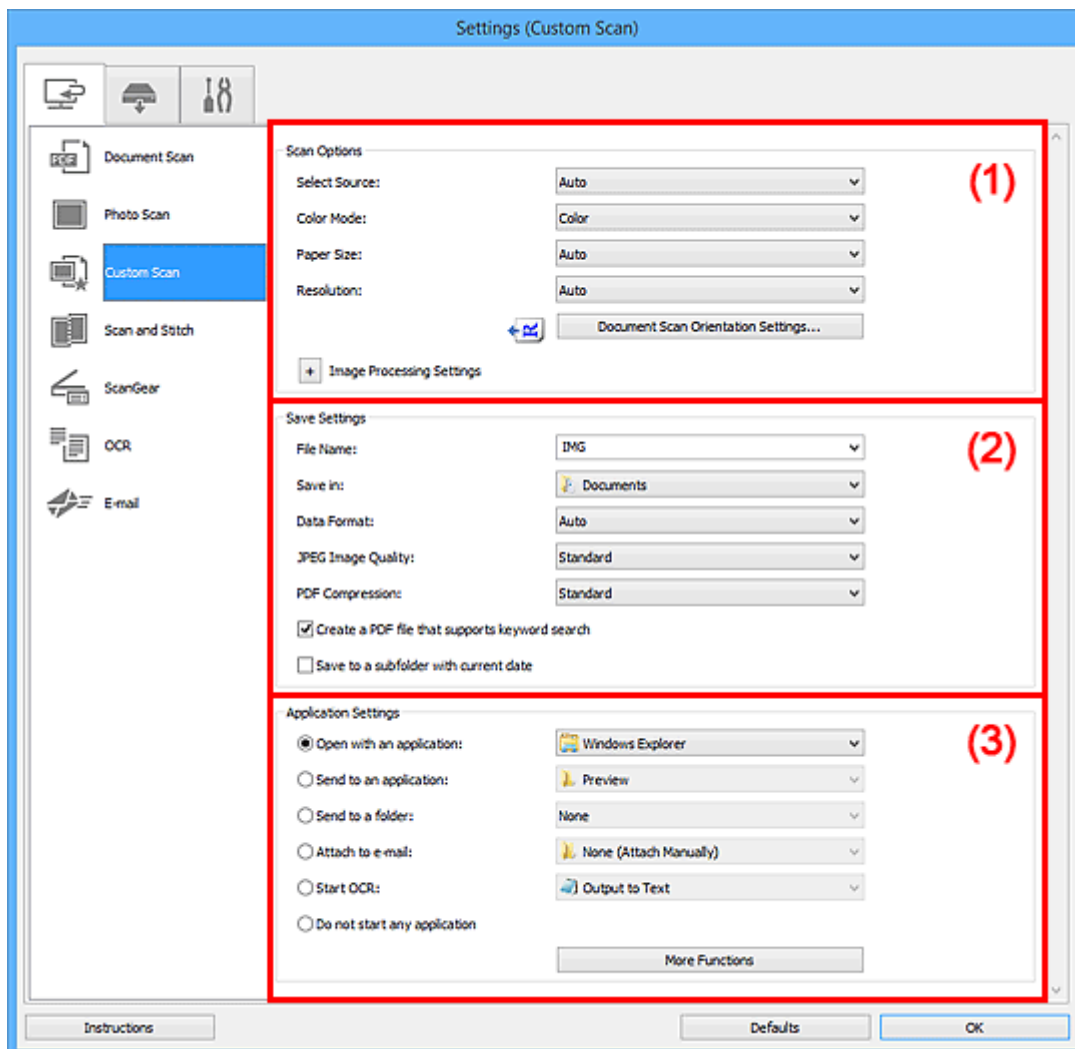 Settings (Custom Scan)
Document Scan
Photo Scan
Custom Scan
Scan and Stitch
ScanGear
OCR
E-mail
Scan Options
(1)
Select Source: Auto
Color Mode: Color
Paper Size: Auto
Resolution: Auto
Document Scan Orientation Settings...
+ Image Processing Settings
Save Settings
(2)
File Name: IMG
Save in: Documents
Data Format: Auto
JPEG Image Quality: Standard
PDF Compression: Standard
Create a PDF file that supports keyword search
Save to a subfolder with current date
Application Settings
(3)
Open with an application: Windows Explorer
Send to an application: Preview
Send to a folder: None
Attach to e-mail: None (Attach Manually)
Start OCR: Output to Text
Do not start any application
More Functions
Instructions Defaults OK